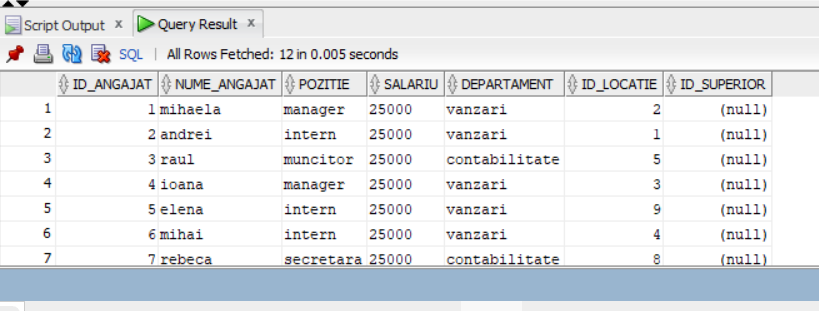 Script Output x Query Result x
SQL | All Rows Fetched: 12 in 0.005 seconds
ID_ANGAJAT NUME_ANGAJAT POZITIE SALARIU DEPARTAMENT ID_LOCATIE ID_SUPERIOR
1 1 mihaela manager 25000 vanzari 2 (null)
2 2 andrei intern 25000 vanzari 1 (null)
3 3 raul muncitor 25000 contabilitate 5 (null)
4 4 ioana manager 25000 vanzari 3 (null)
5 5 elena intern 25000 vanzari 9 (null)
6 6 mihai intern 25000 vanzari 4 (null)
7 7 rebeca secretara 25000 contabilitate 8 (null)